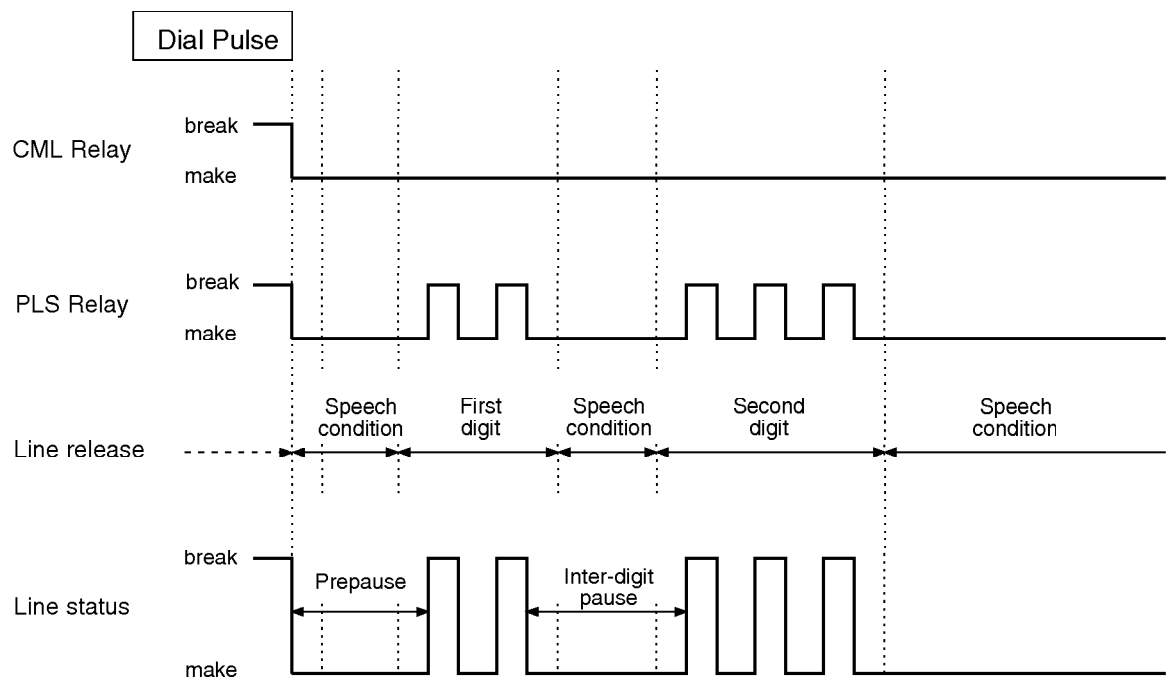 Dial Pulse
CML Relay
break
make
PLS Relay
break
make
Line release
Speech
condition
First
digit
Speech
condition
Second
digit
Speech
condition
Line status
break
make
Prepause
Inter-digit
pause